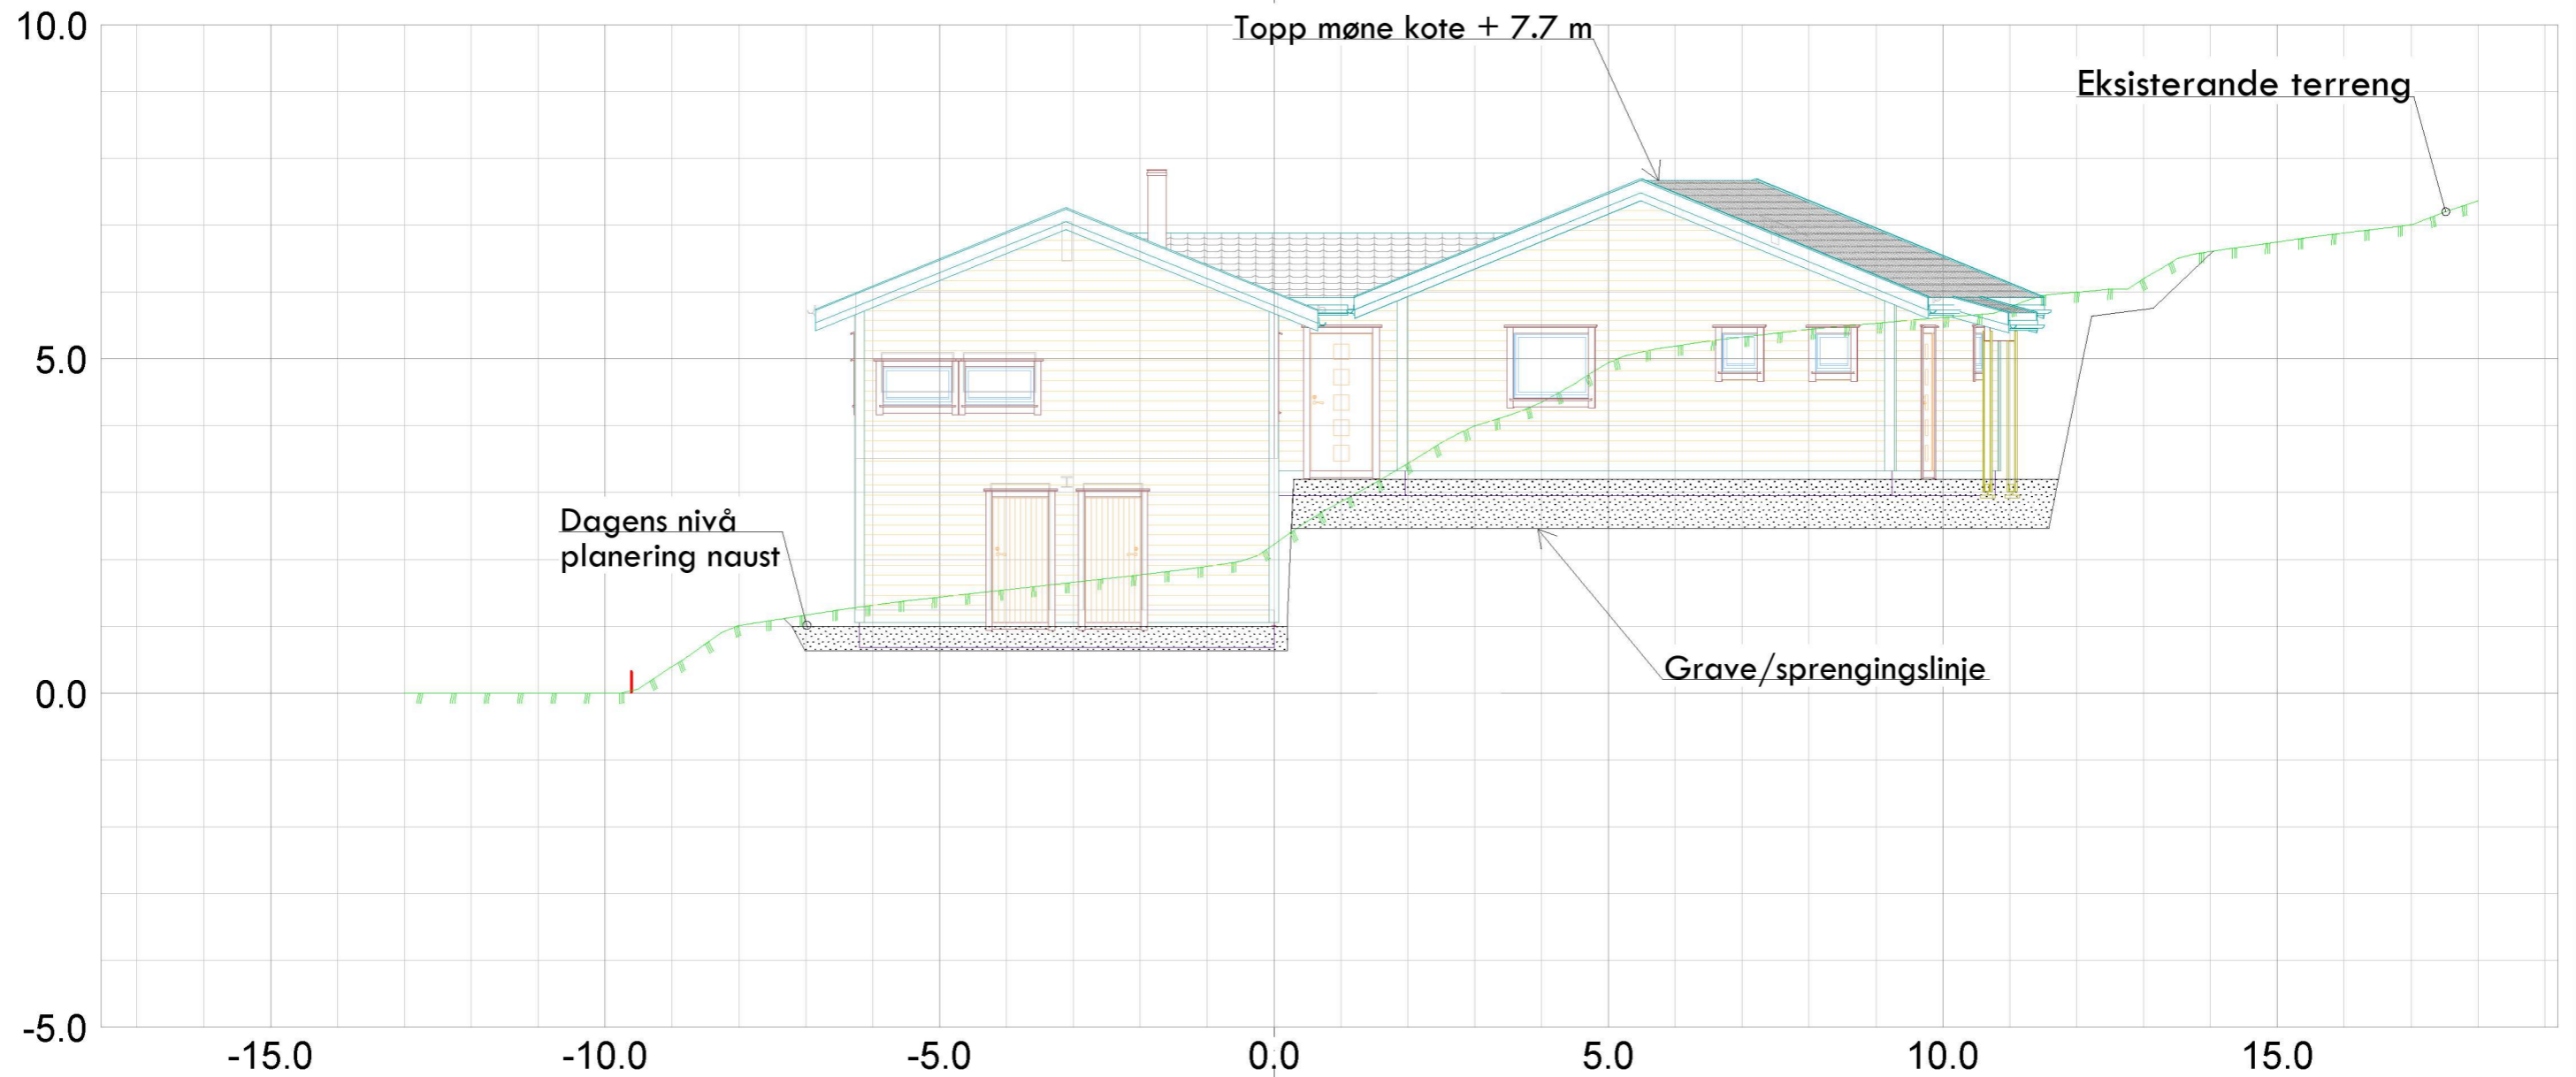 10.0
Topp møne kote + 7.7 m
Eksisterande terreng
5.0
Dagens nivå
planering naust
Grave/sprengingslinje
0.0
-5.0
-15.0 -10.0 -5.0 0.0 5.0 10.0 15.0